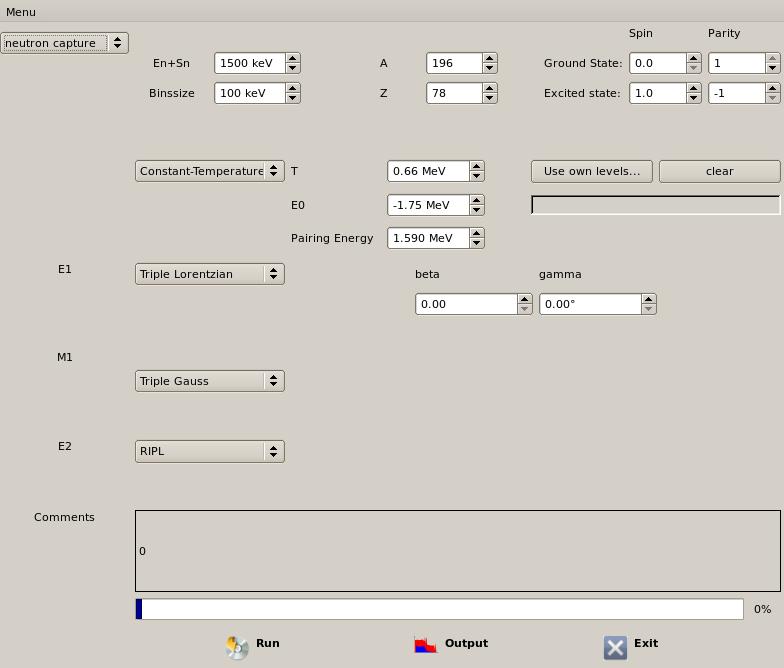 Menu
Spin Parity
neutron capture
En+Sn 1500 keV A 196 Ground State: 0.0 1
Binssize 100 keV Z 78 Excited state: 1.0 -1
Constant-Temperature T 0.66 MeV Use own levels... clear
E0 -1.75 MeV
Pairing Energy 1.590 MeV
E1 Triple Lorentzian beta gamma
0.00 0.00°
M1
Triple Gauss
E2 RIPL
Comments
0
0%
Run Output Exit